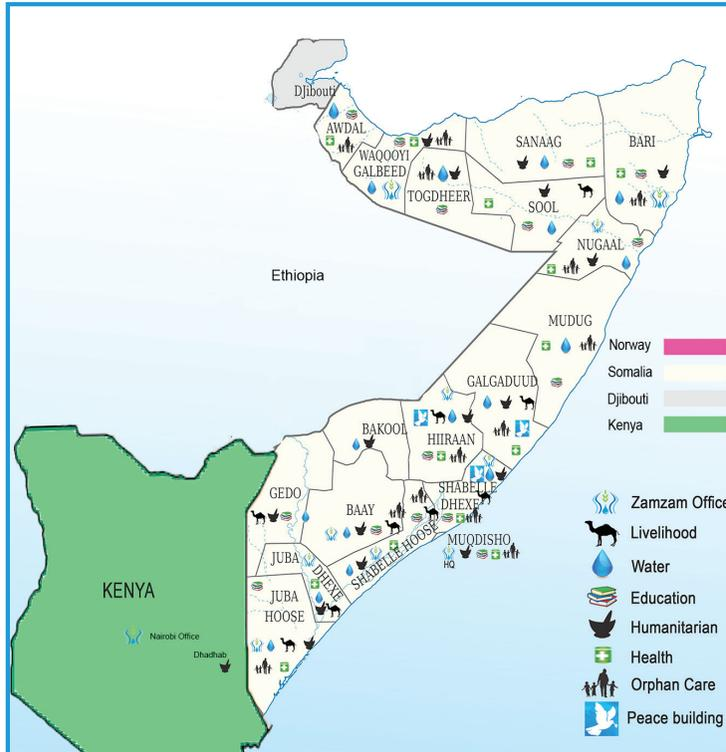 DJibouti
AWDAL
WAQOOYI
GALBEED
TOGDHEER
SANAAG
BARI
SOOL
NUGAAL
Ethiopia
MUDUG
Norway
Somalia
Djibouti
Kenya
GALGADUUD
BAKOOL
HIIRAAN
GEDO
BAAY
SHABELLE
DHEXE
SHABELLE HOOSE
MUQDISHO
HQ
JUBA
DHEXE
JUBA
HOOSE
KENYA
Nairobi Office
Dhadhab
Zamzam Office
Livelihood
Water
Education
Humanitarian
Health
Orphan Care
Peace building